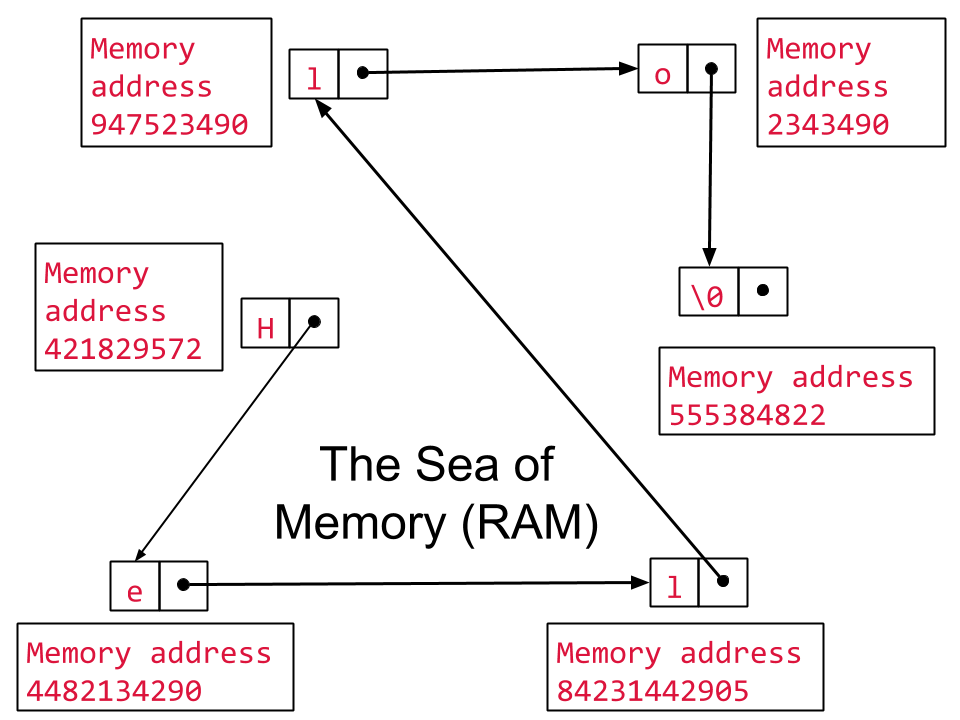 Memory
address
947523490
l
o
Memory
address
2343490
Memory
address
421829572
H
\0
Memory address
555384822
The Sea of
Memory (RAM)
e
l
Memory address
4482134290
Memory address
84231442905